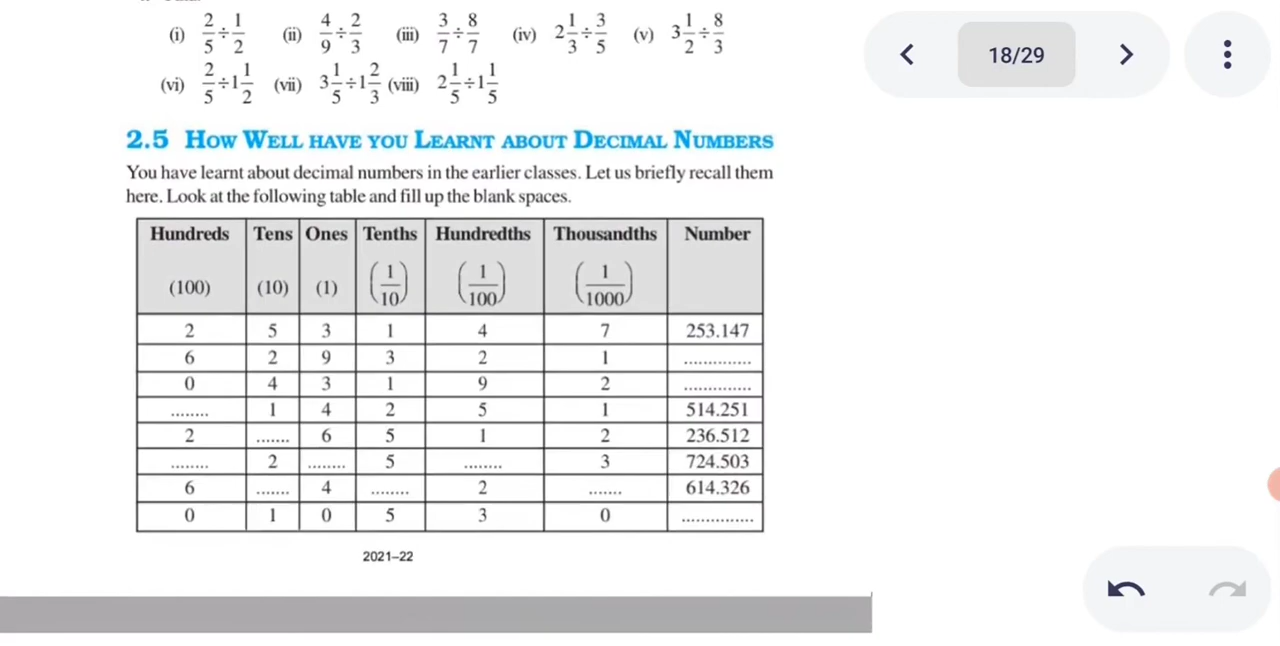 (i) 2/5 ÷ 1/2 (ii) 4/9 ÷ 2/3 (iii) 3/7 ÷ 8/7 (iv) 2 1/3 ÷ 3/5 (v) 3 1/2 ÷ 8/3
(vi) 2/5 ÷ 1 1/2 (vii) 3 1/5 ÷ 1 2/3 (viii) 2 1/5 ÷ 1 1/5
18/29
2.5 HOW WELL HAVE YOU LEARNT ABOUT DECIMAL NUMBERS
You have learnt about decimal numbers in the earlier classes. Let us briefly recall them
here. Look at the following table and fill up the blank spaces.
Hundreds Tens Ones Tenths Hundredths Thousandths Number
(100) (10) (1) (1/10) (1/100) (1/1000)
2 5 3 1 4 7 253.147
6 2 9 3 2 1 ..............
0 4 3 1 9 2 ..............
........ 1 4 2 5 1 514.251
2 ....... 6 5 1 2 236.512
........ 2 ........ 5 ........ 3 724.503
6 ....... 4 ........ 2 ....... 614.326
0 1 0 5 3 0 ...............
2021–22